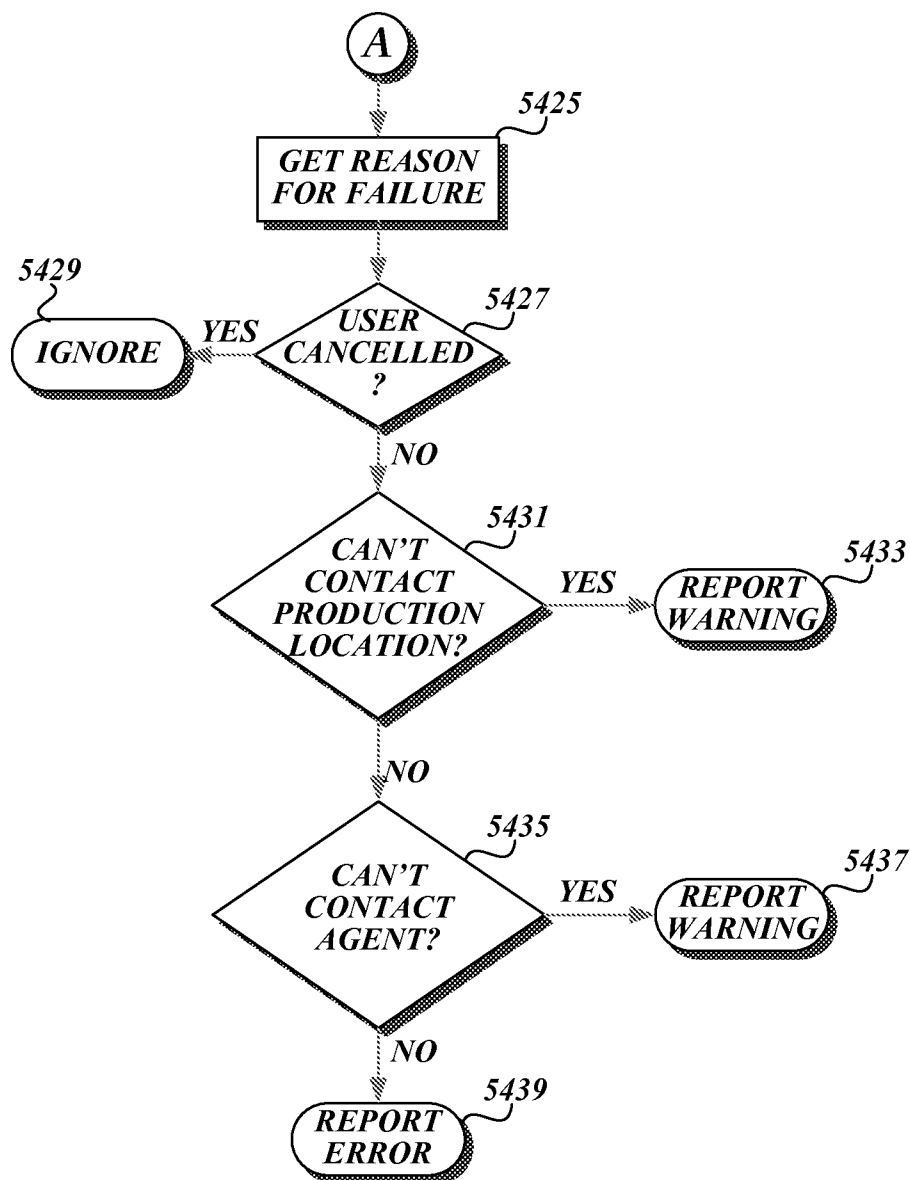 A
5425
GET REASON
FOR FAILURE
5429
5427
IGNORE
YES
USER
CANCELLED
?
NO
5431
CAN'T
CONTACT
PRODUCTION
LOCATION?
YES
5433
REPORT
WARNING
NO
5435
CAN'T
CONTACT
AGENT?
YES
5437
REPORT
WARNING
NO
5439
REPORT
ERROR